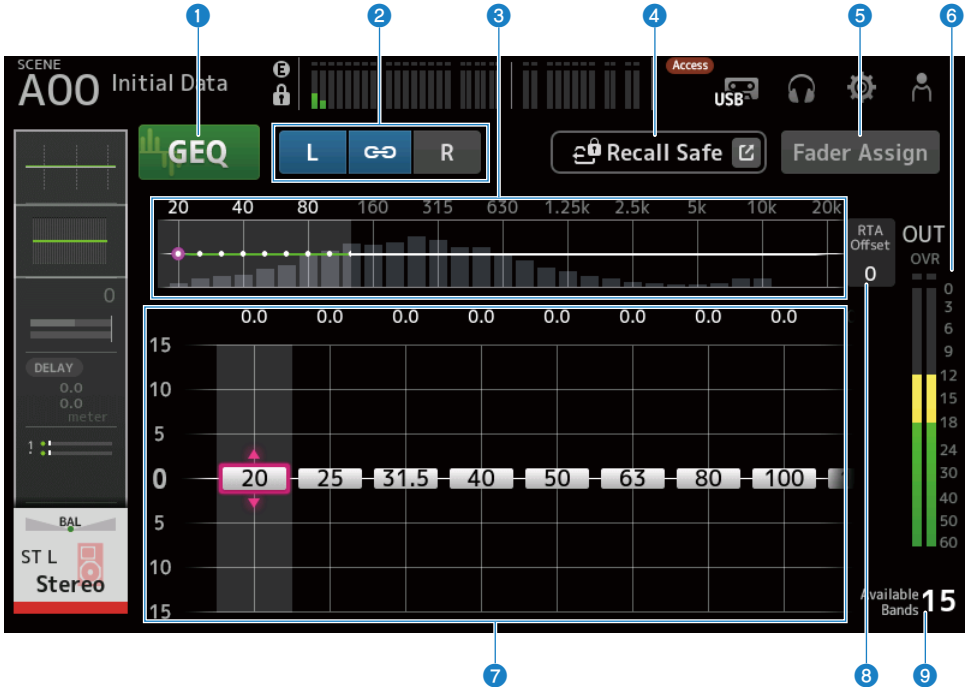 1 2 3 4 5 6
SCENE
A00 Initial Data
E
Access
USB
GEQ
L R
Recall Safe
Fader Assign
20 40 80 160 315 630 1.25k 2.5k 5k 10k 20k
RTA
Offset
0
OUT
OVR
0
3
6
9
12
15
18
24
30
40
50
60
0
DELAY
0.0
0.0
meter
1
BAL
ST L
Stereo
0.0 0.0 0.0 0.0 0.0 0.0 0.0 0.0
15
10
5
0 20 25 31.5 40 50 63 80 100
5
10
15
Available
Bands 15
7 8 9